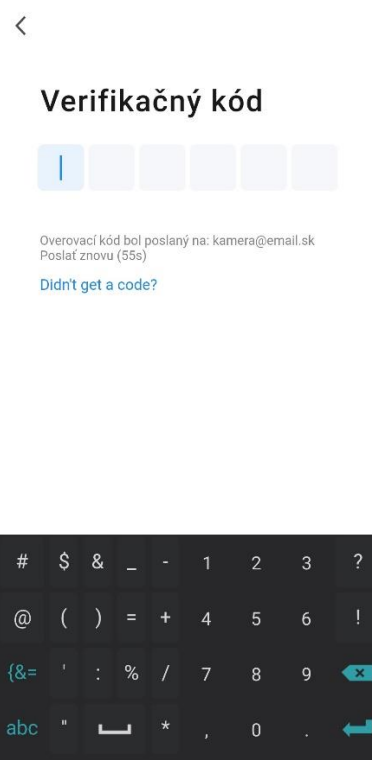 Verifikačný kód
Overovací kód bol poslaný na: kamera@email.sk
Poslať znovu (55s)
Didn't get a code?
# $ & _ - 1 2 3 ?
@ ( ) = + 4 5 6 !
{&= ' : % / 7 8 9
abc " * , 0 .